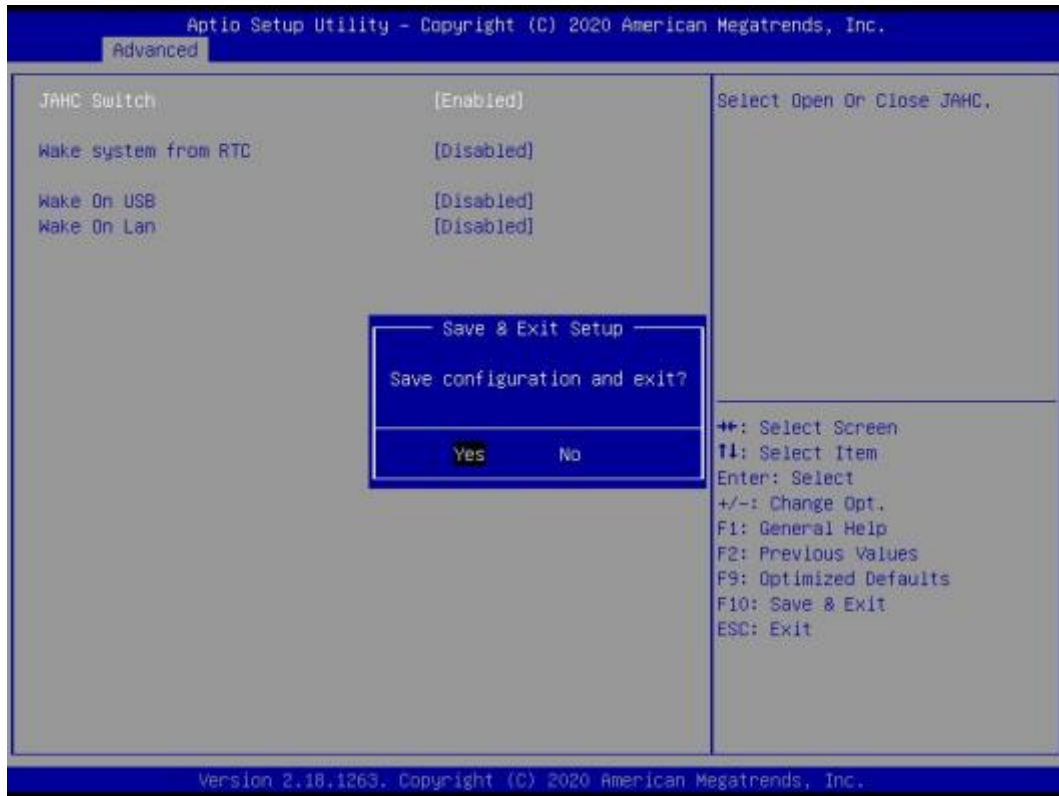 Aptio Setup Utility – Copyright (C) 2020 American Megatrends, Inc.
Advanced
JAHC Switch [Enabled]
Wake system from RTC [Disabled]
Wake On USB [Disabled]
Wake On Lan [Disabled]
Select Open Or Close JAHC.
Save & Exit Setup
Save configuration and exit?
Yes No
→←: Select Screen
↑↓: Select Item
Enter: Select
+/-: Change Opt.
F1: General Help
F2: Previous Values
F9: Optimized Defaults
F10: Save & Exit
ESC: Exit
Version 2.18.1263. Copyright (C) 2020 American Megatrends, Inc.